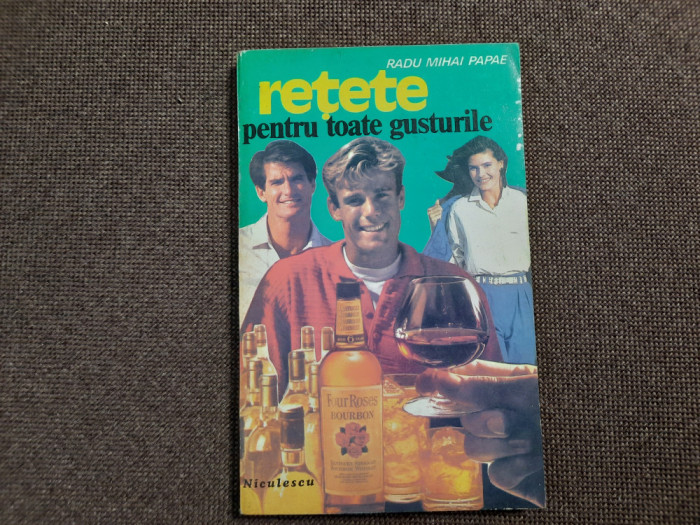 RADU MIHAI PAPAE
rețete
pentru toate gusturile
Four Roses
BOURBON
Niculescu